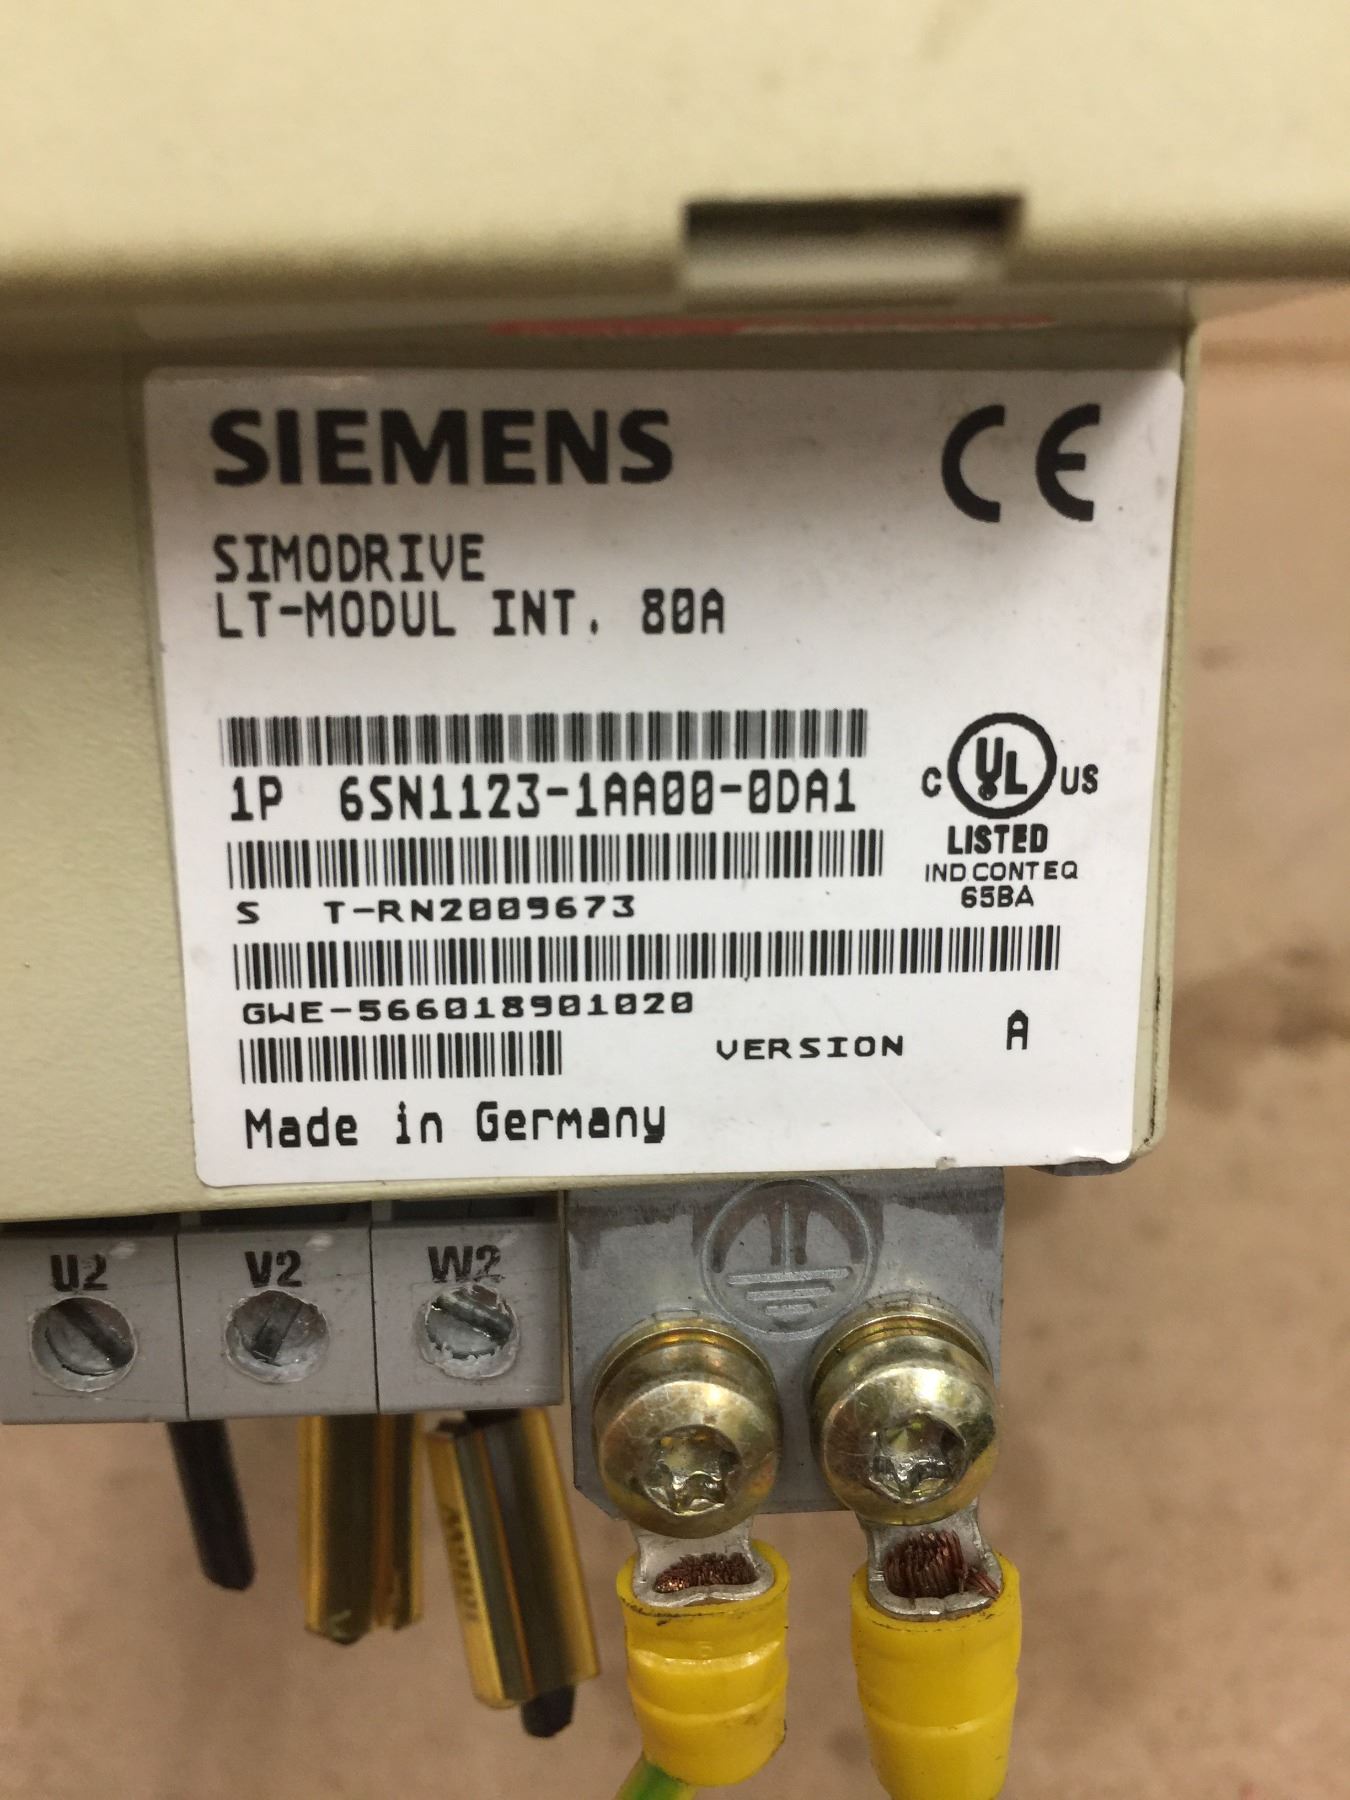 SIEMENS
CE
SIMODRIVE
LT-MODUL INT. 80A
1P 6SN1123-1AA00-0DA1
C UL US
LISTED
IND CONT EQ
65BA
S T-RN2009673
GWE-566018901020
VERSION A
Made in Germany
U2 V2 W2